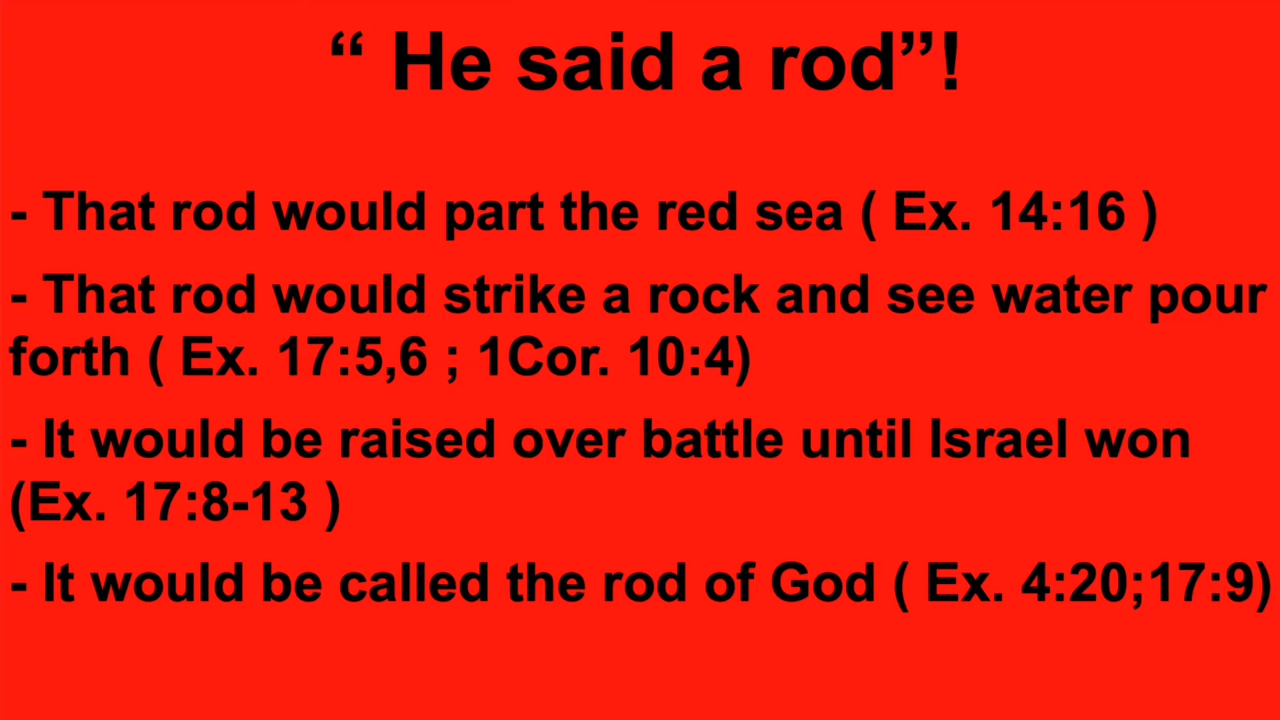 “ He said a rod”!
- That rod would part the red sea ( Ex. 14:16 )
- That rod would strike a rock and see water pour
forth ( Ex. 17:5,6 ; 1Cor. 10:4)
- It would be raised over battle until Israel won
(Ex. 17:8-13 )
- It would be called the rod of God ( Ex. 4:20;17:9)